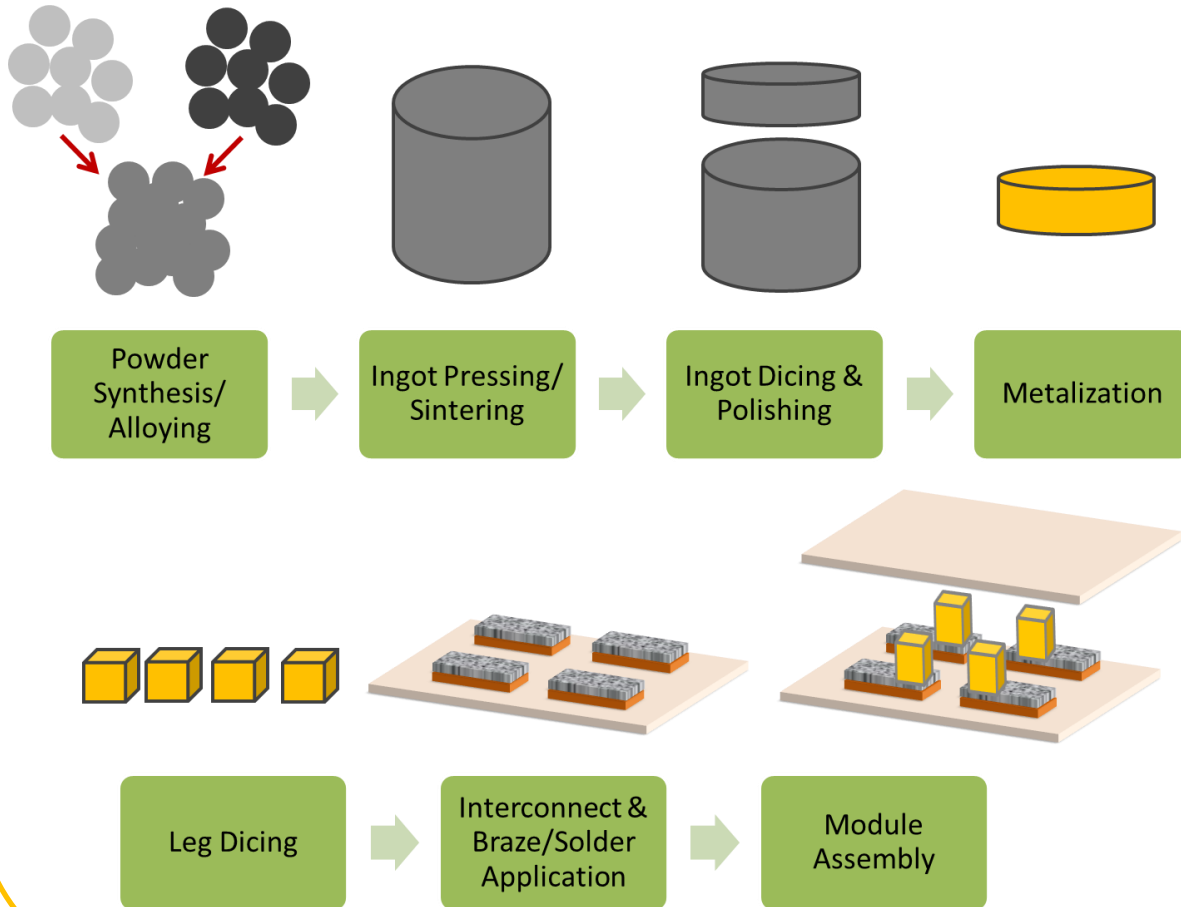 Powder
Synthesis/
Alloying
Ingot Pressing/
Sintering
Ingot Dicing &
Polishing
Metalization
Leg Dicing
Interconnect &
Braze/Solder
Application
Module
Assembly